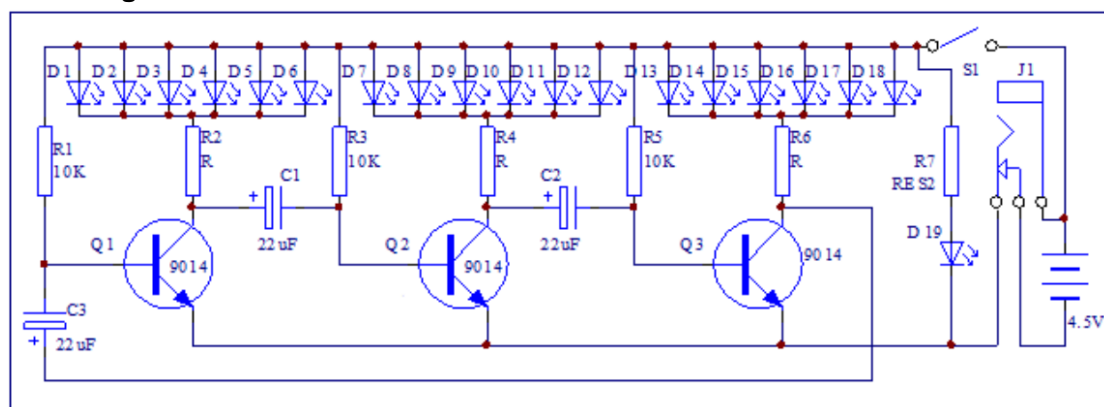 D1 D2 D3 D4 D5 D6 D7 D8 D9 D10 D11 D12 D13 D14 D15 D16 D17 D18
S1
J1
R1
10K
R2
R
R3
10K
R4
R
R5
10K
R6
R
R7
RE S2
C1
22uF
C2
22uF
Q1
9014
Q2
9014
Q3
9014
D19
C3
22uF
4.5V